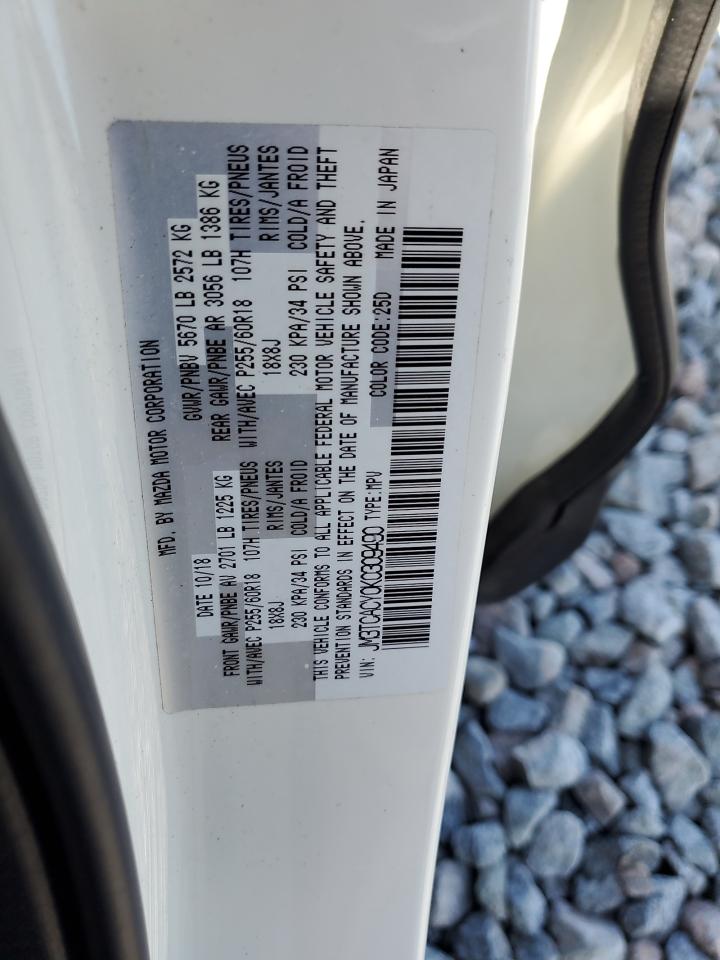 MFD. BY MAZDA MOTOR CORPORATION
DATE 10/18 GVWR/PNBV 5670 LB 2572 KG
FRONT GAWR/PNBE AV 2701 LB 1225 KG REAR GAWR/PNBE AR 3056 LB 1386 KG
WITH/AVEC P255/60R18 107H TIRES/PNEUS WITH/AVEC P255/60R18 107H TIRES/PNEUS
18X8J RIMS/JANTES 18X8J RIMS/JANTES
230 KPA/34 PSI COLD/A FROID 230 KPA/34 PSI COLD/A FROID
THIS VEHICLE CONFORMS TO ALL APPLICABLE FEDERAL MOTOR VEHICLE SAFETY AND THEFT
PREVENTION STANDARDS IN EFFECT ON THE DATE OF MANUFACTURE SHOWN ABOVE.
VIN: JM3TCACY0K0309490 TYPE:MPV COLOR CODE:25D MADE IN JAPAN